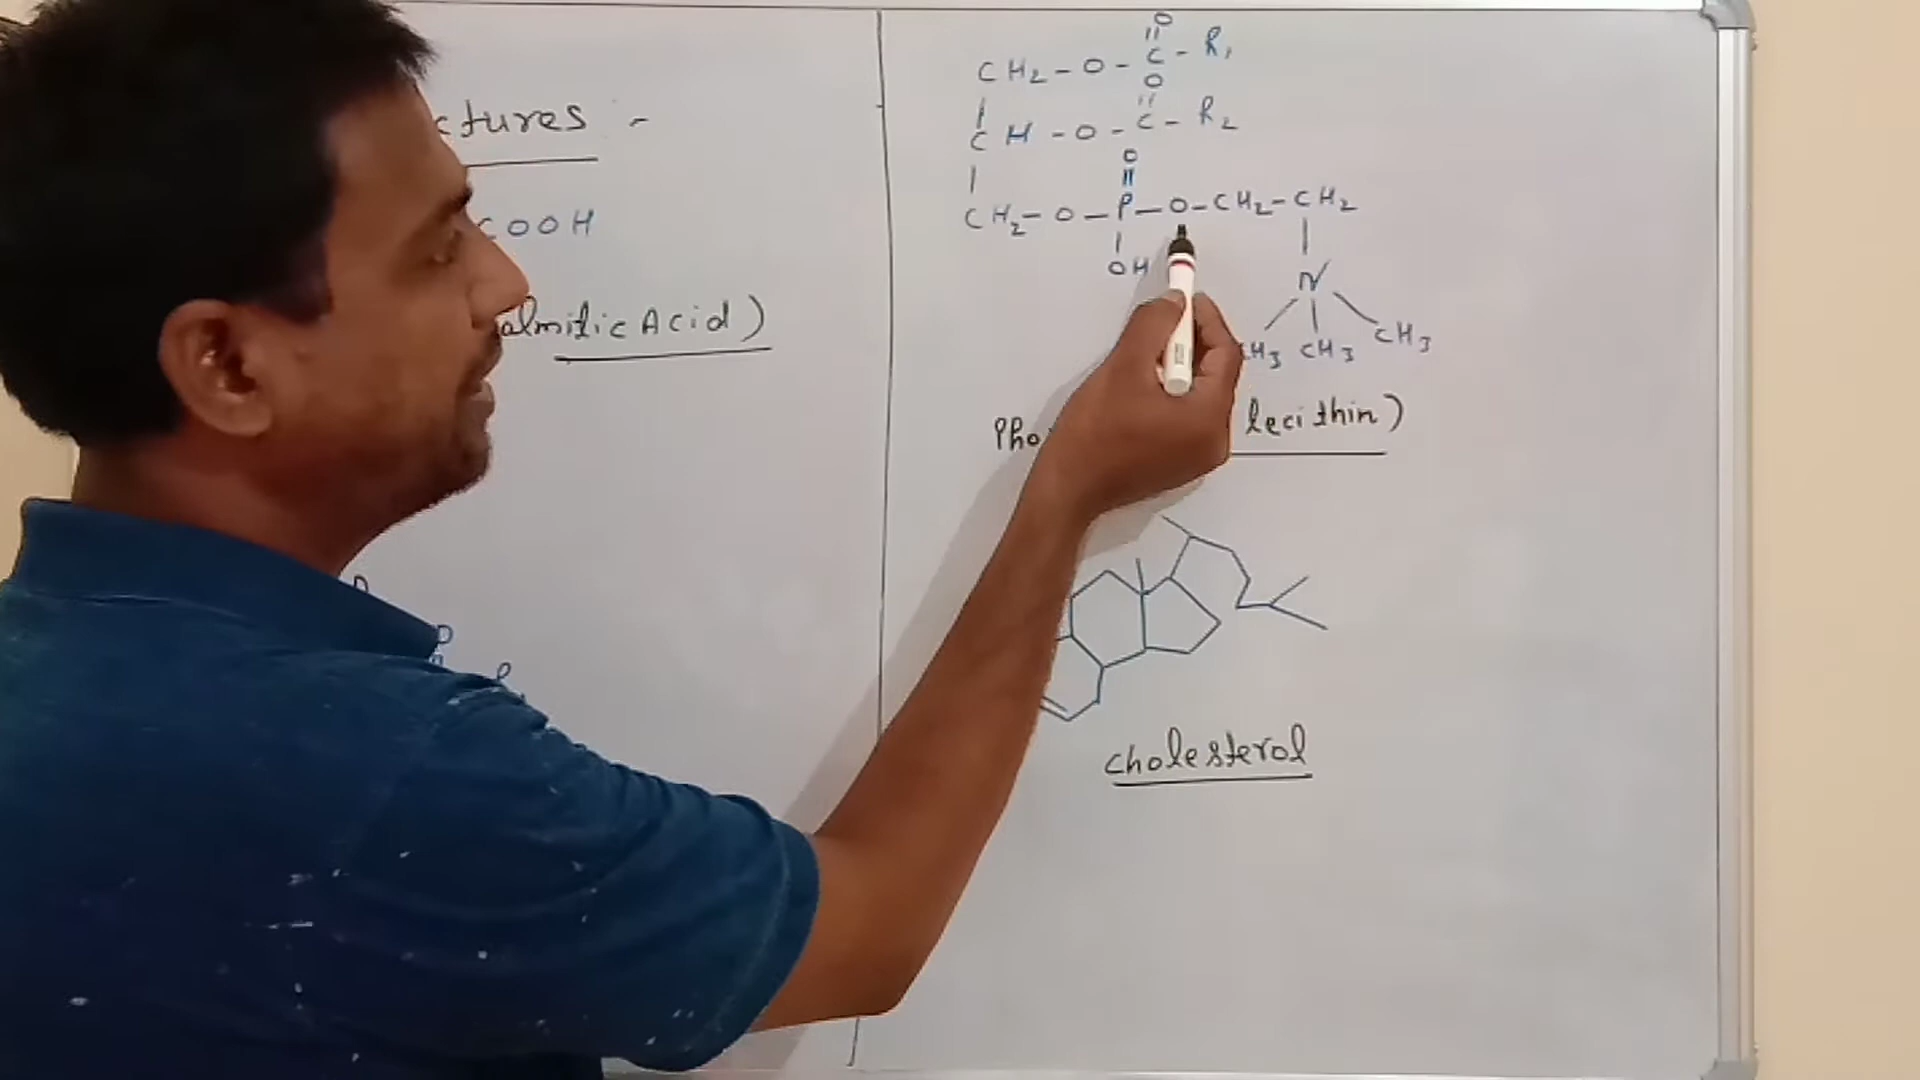 ctures -
COOH
almitic Acid)
O
CH2 - O - C - R1
O
CH - O - C - R2
O
CH2 - O - P - O - CH2 - CH2
OH
N
CH3 CH3 CH3
Pho lecithin)
cholesterol